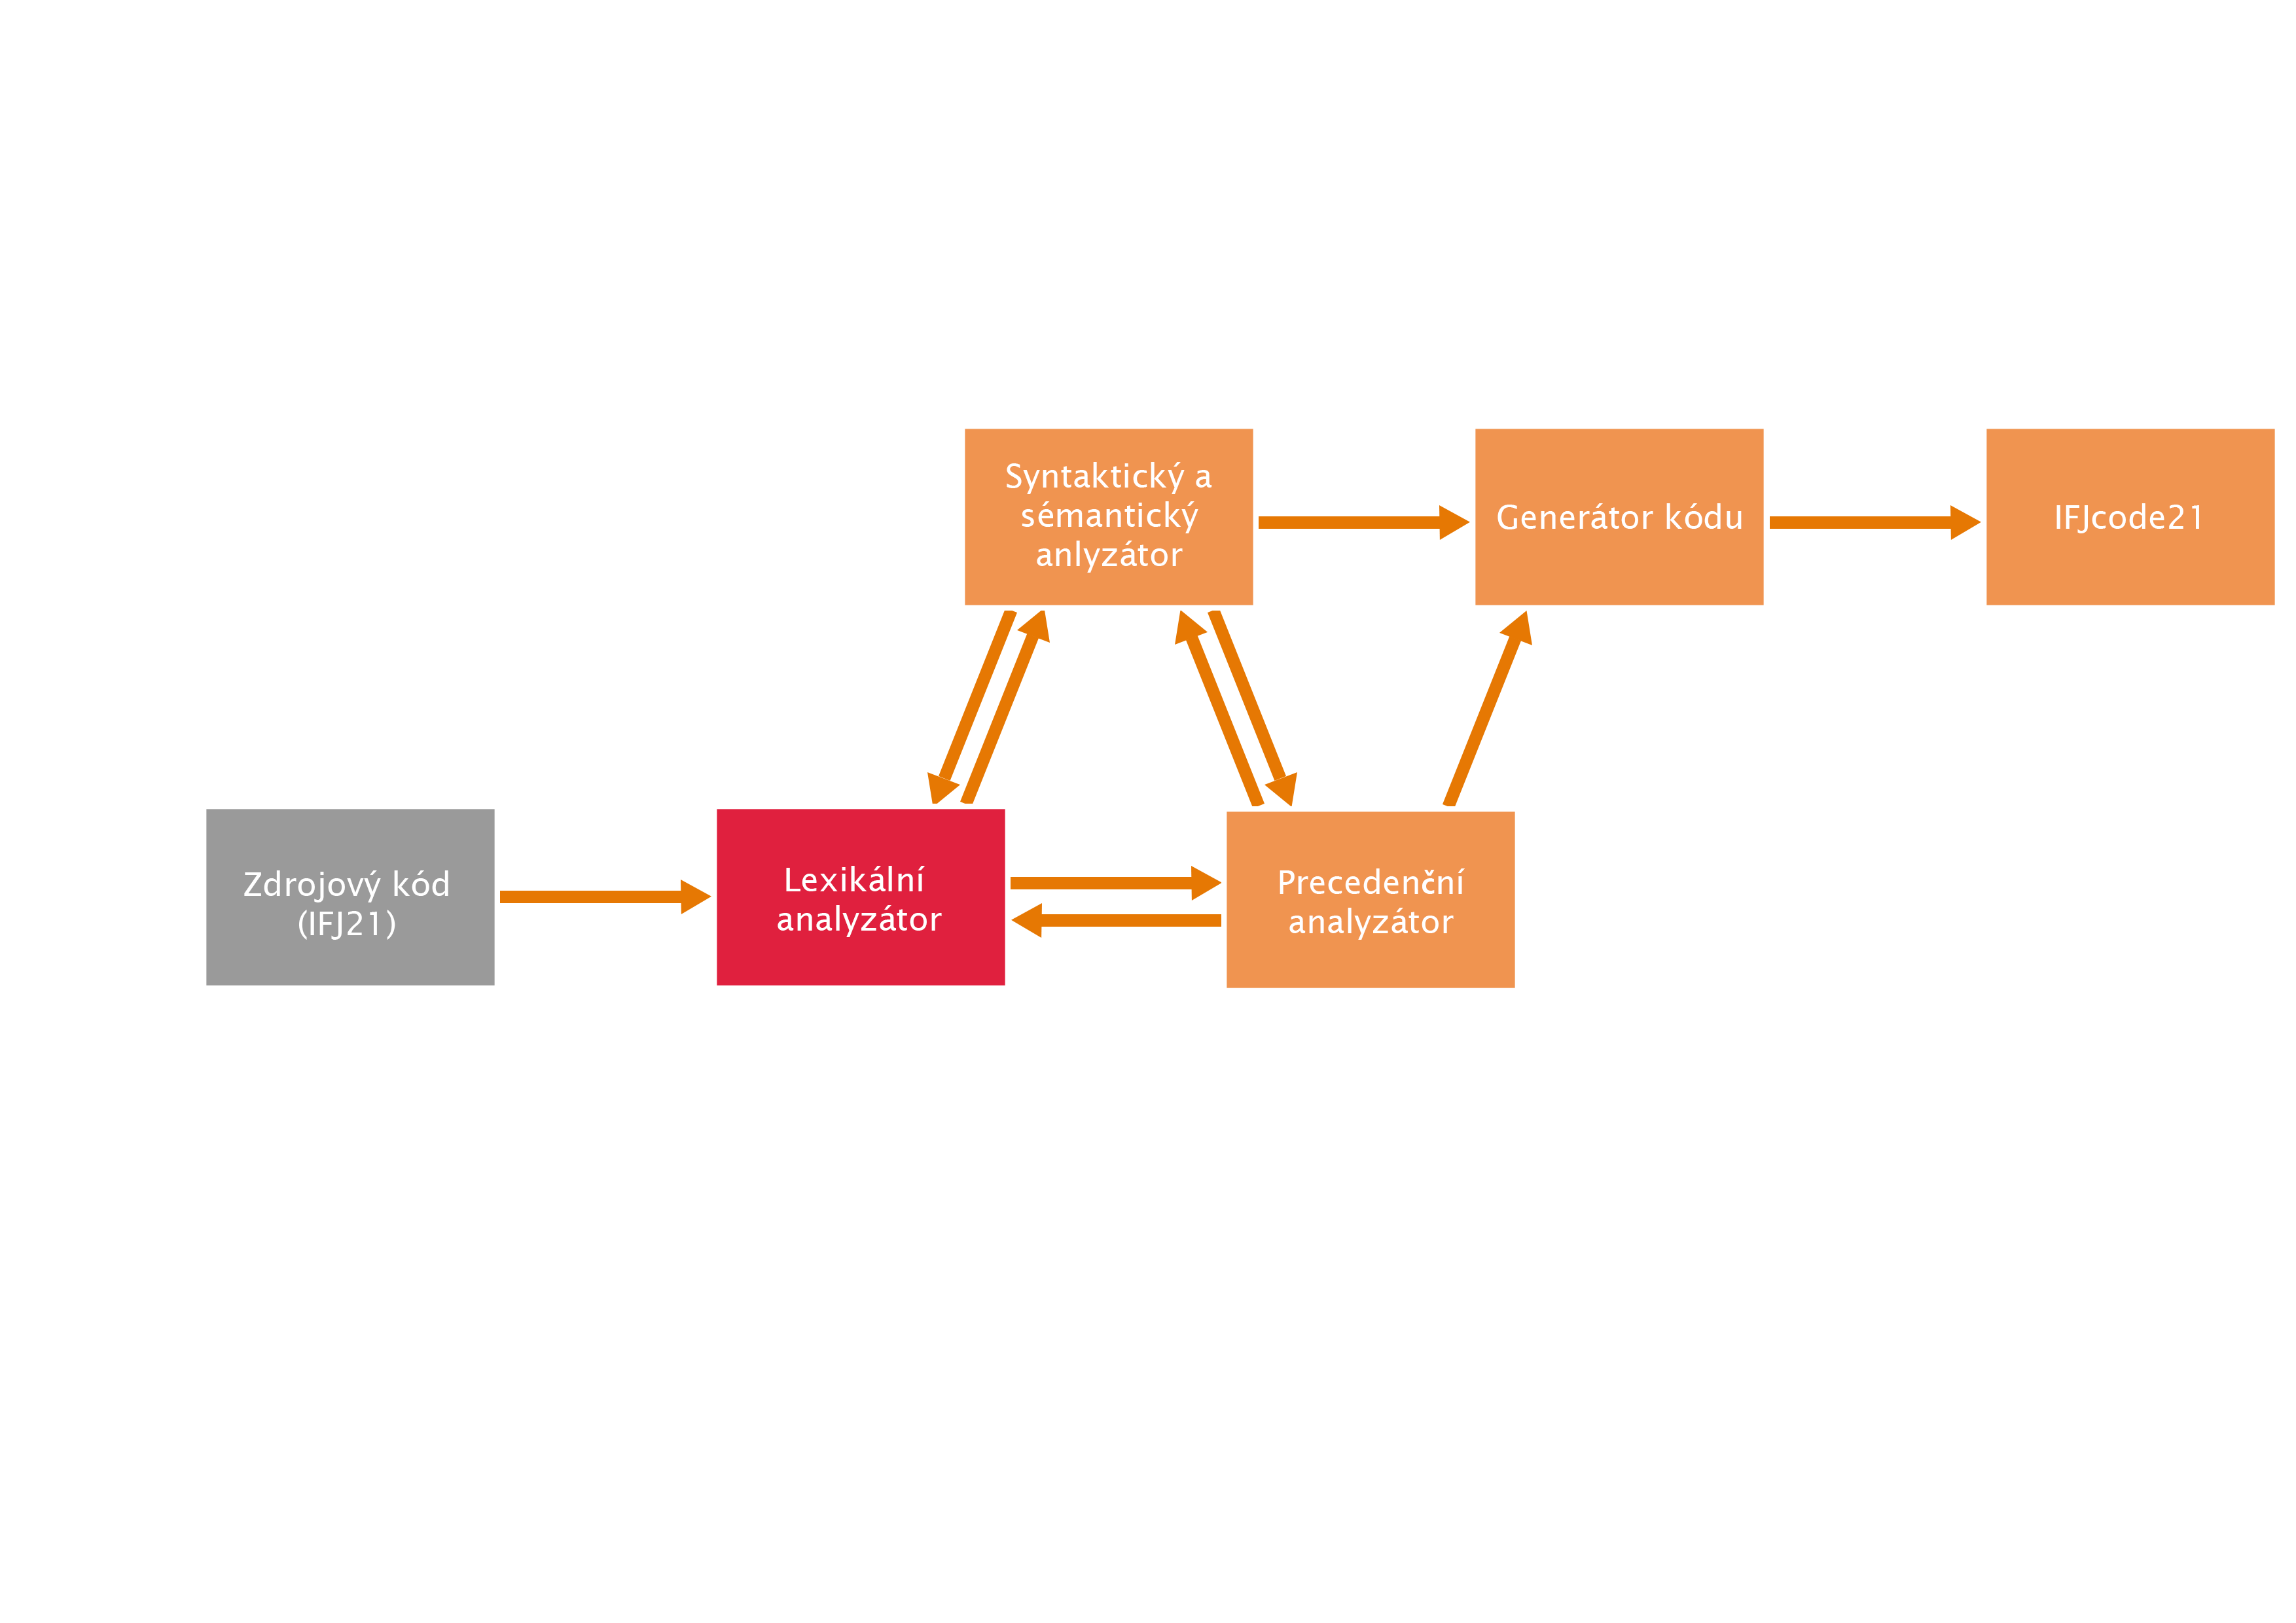 Syntaktický a
sémantický
anlyzátor
Generátor kódu
IFJcode21
Zdrojový kód
(IFJ21)
Lexikální
analyzátor
Precedenční
analyzátor